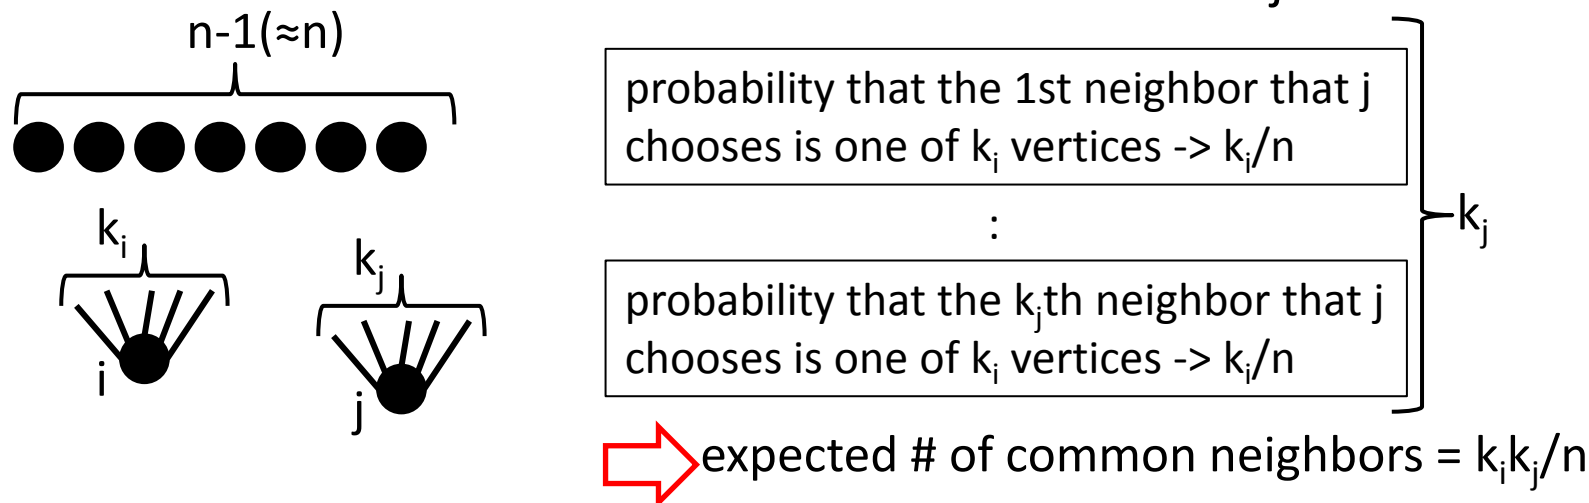 j
n-1(≈n)
probability that the 1st neighbor that j
chooses is one of kᵢ vertices -> kᵢ/n
kᵢ
kⱼ
:
kⱼ
probability that the kⱼth neighbor that j
chooses is one of kᵢ vertices -> kᵢ/n
i
j
expected # of common neighbors = kᵢkⱼ/n